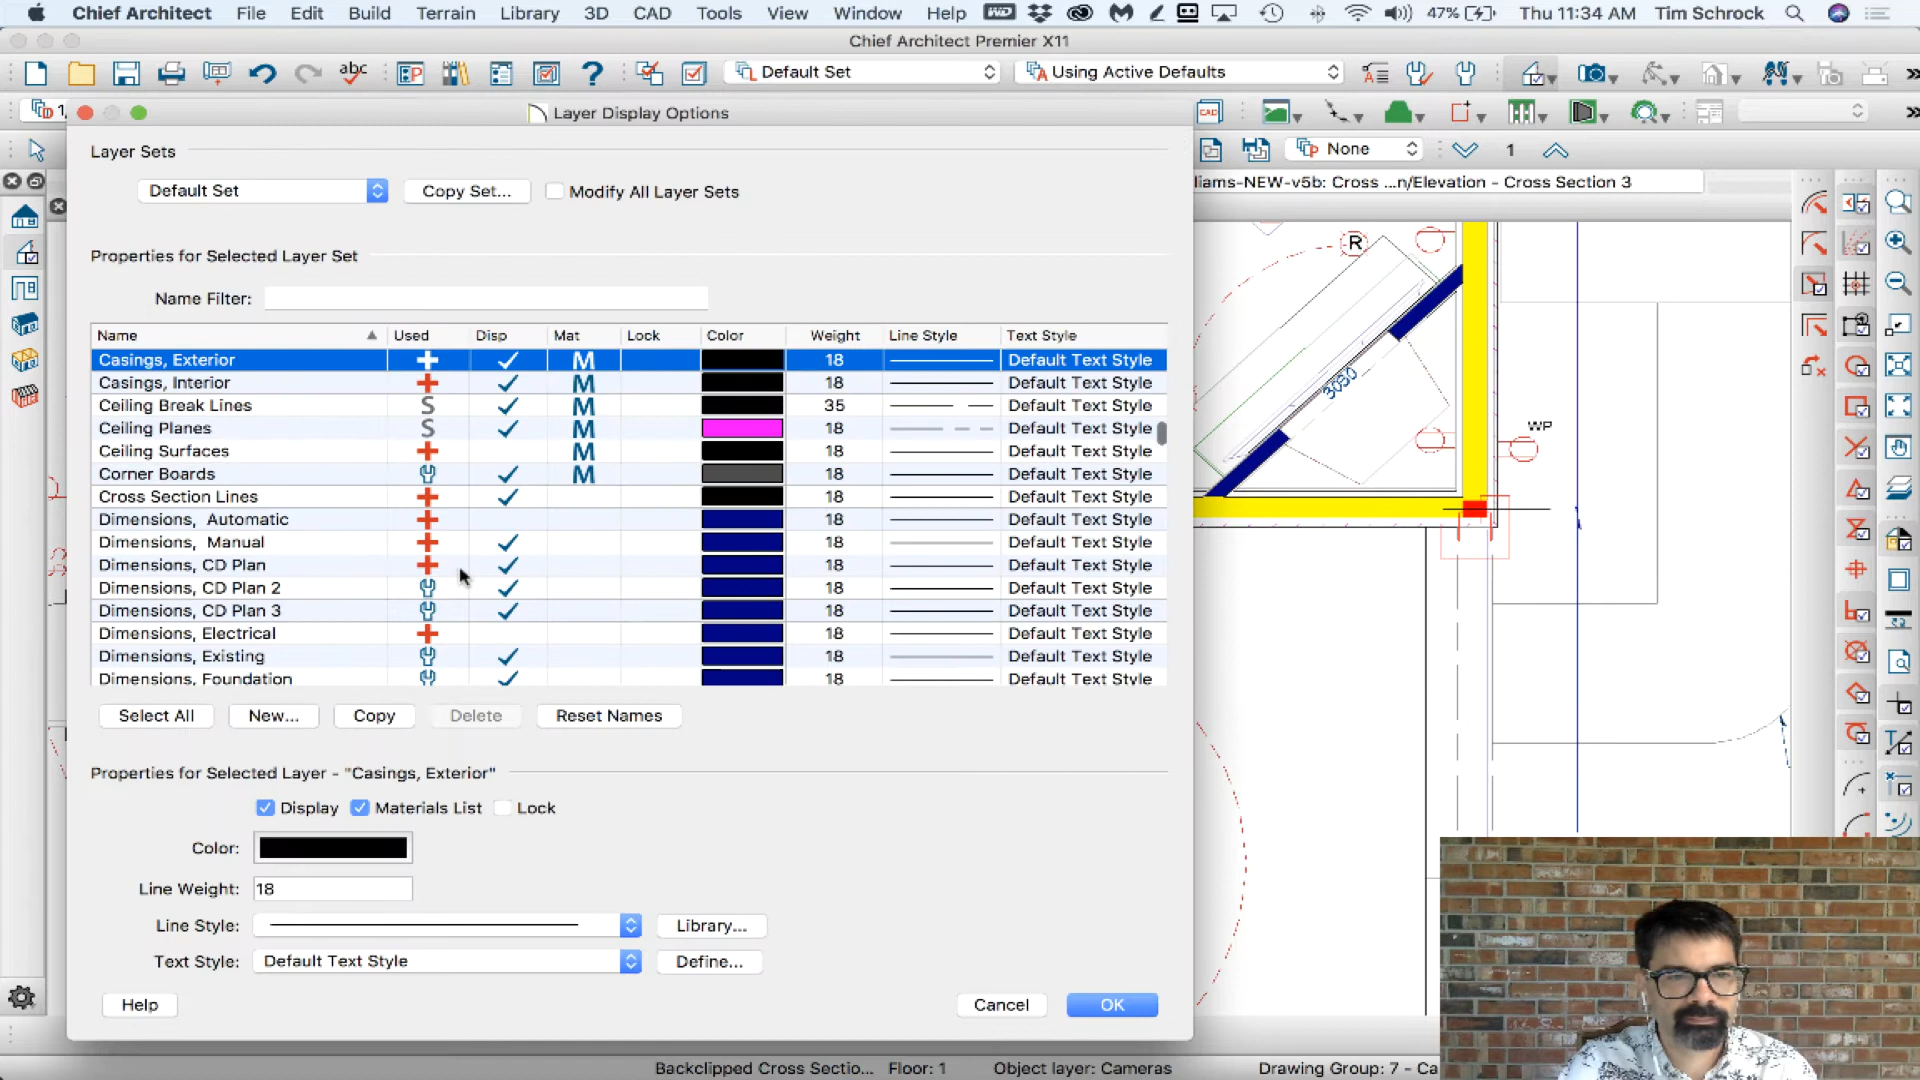 Chief Architect File Edit Build Terrain Library 3D CAD Tools View Window Help 47% Thu 11:34 AM Tim Schrock
Chief Architect Premier X11
abc Default Set Using Active Defaults
Layer Display Options
Layer Sets
None 1
Default Set Copy Set... Modify All Layer Sets
liams-NEW-v5b: Cross ...n/Elevation - Cross Section 3
Properties for Selected Layer Set
R
Name Filter:
Name Used Disp Mat Lock Color Weight Line Style Text Style
Casings, Exterior M 18 Default Text Style
Casings, Interior M 18 Default Text Style
3030
Ceiling Break Lines S M 35 Default Text Style
Ceiling Planes S M 18 Default Text Style
WP
Ceiling Surfaces M 18 Default Text Style
Corner Boards M 18 Default Text Style
Cross Section Lines 18 Default Text Style
Dimensions, Automatic 18 Default Text Style
Dimensions, Manual 18 Default Text Style
Dimensions, CD Plan 18 Default Text Style
Dimensions, CD Plan 2 18 Default Text Style
Dimensions, CD Plan 3 18 Default Text Style
Dimensions, Electrical 18 Default Text Style
Dimensions, Existing 18 Default Text Style
Dimensions, Foundation 18 Default Text Style
Select All New... Copy Delete Reset Names
Properties for Selected Layer - "Casings, Exterior"
Display Materials List Lock
Color:
Line Weight: 18
Line Style: Library...
Text Style: Default Text Style Define...
Help Cancel OK
Backclipped Cross Sectio... Floor: 1 Object layer: Cameras Drawing Group: 7 - Ca